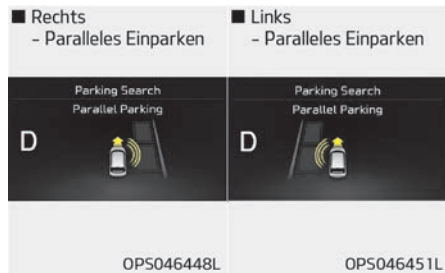 ■ Rechts
- Paralleles Einparken
Parking Search
Parallel Parking
D
OPS046448L
■ Links
- Paralleles Einparken
Parking Search
Parallel Parking
D
OPS046451L